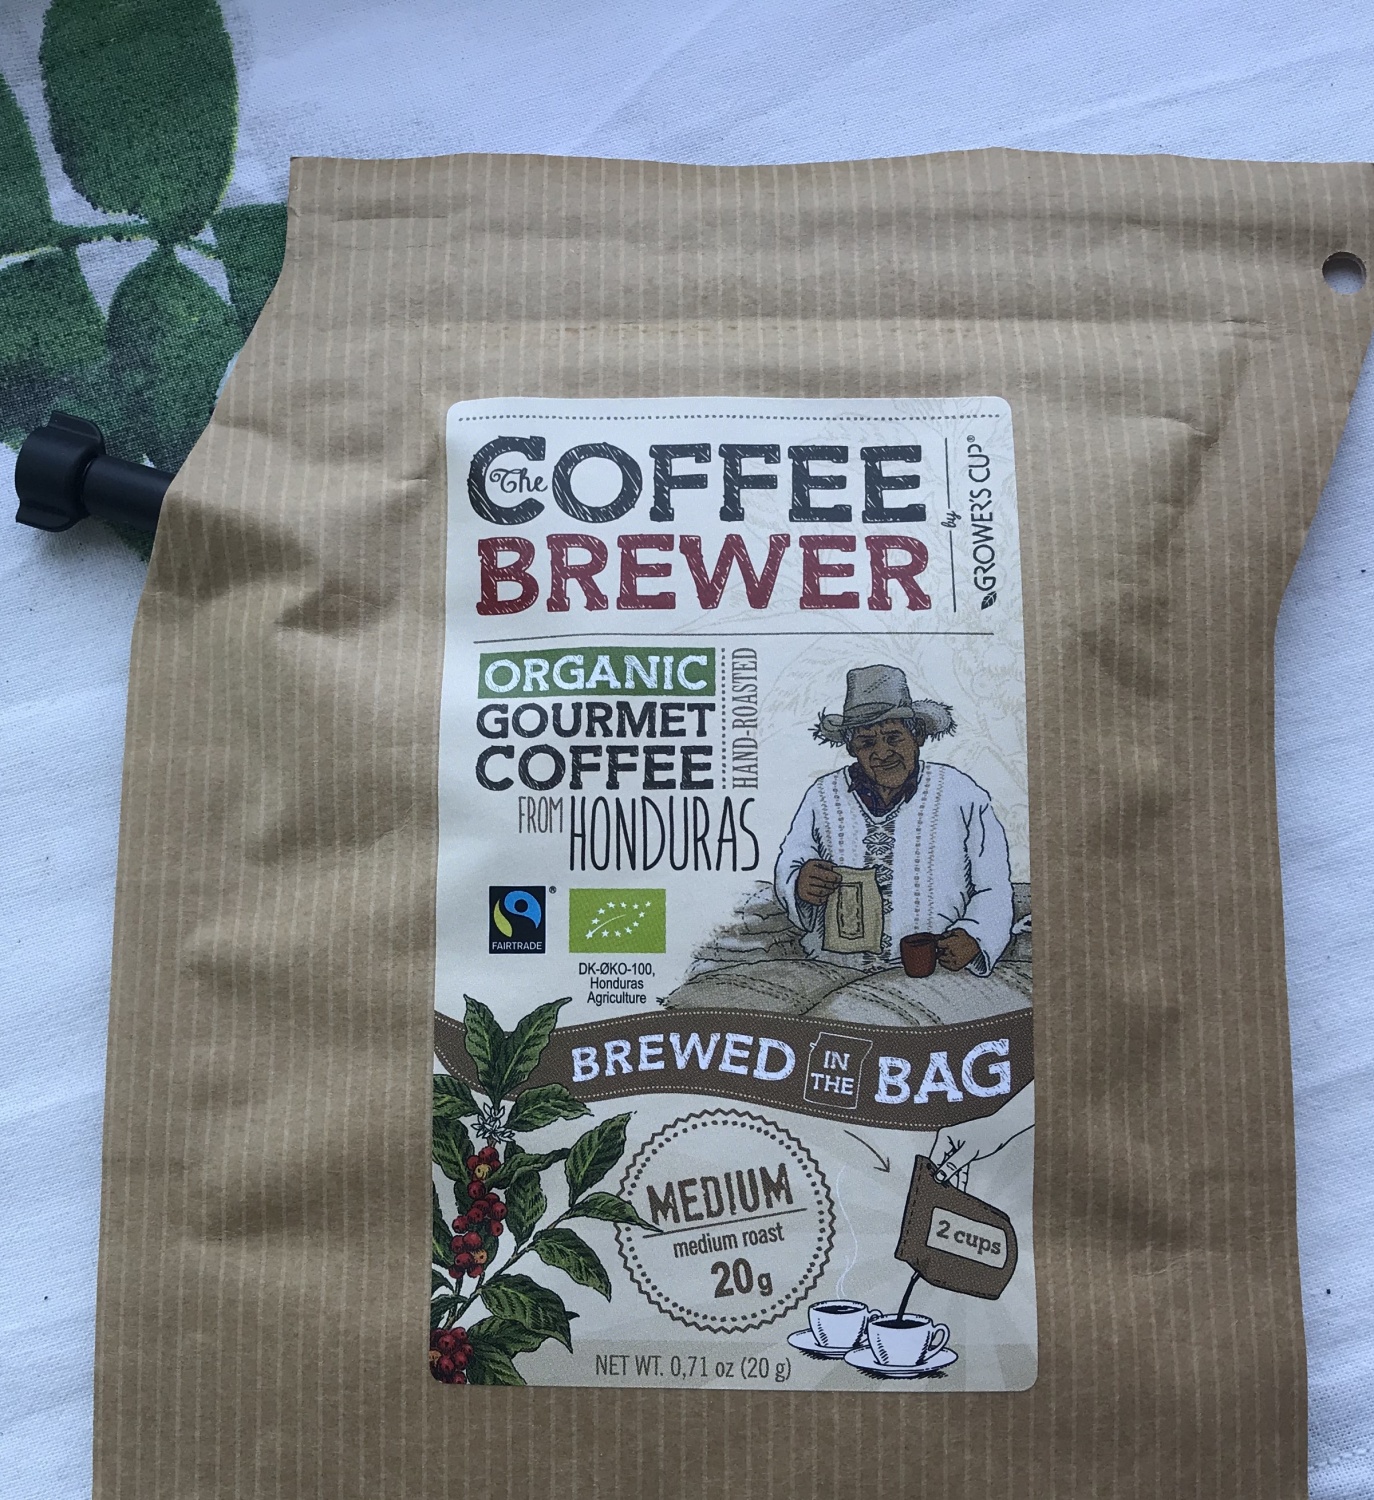 The COFFEE
BREWER
by GROWER'S CUP®
ORGANIC
GOURMET
COFFEE
HAND-ROASTED
FROM HONDURAS
®
FAIRTRADE
DK-ØKO-100,
Honduras
Agriculture
BREWED IN THE BAG
MEDIUM
medium roast
20g
2 cups
NET WT. 0,71 oz (20 g)